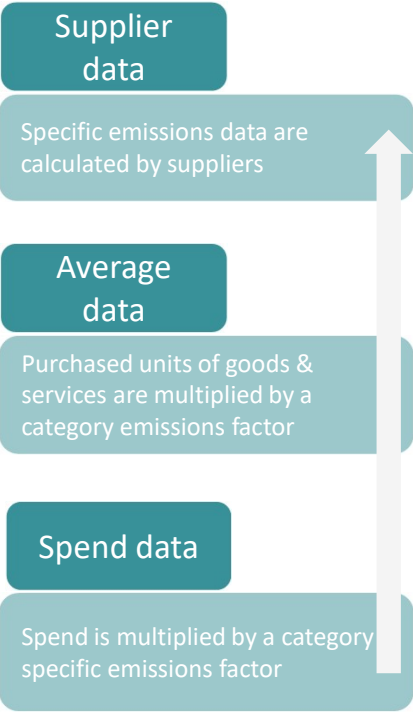 Supplier
data
Specific emissions data are
calculated by suppliers
Average
data
Purchased units of goods &
services are multiplied by a
category emissions factor
Spend data
Spend is multiplied by a category
specific emissions factor